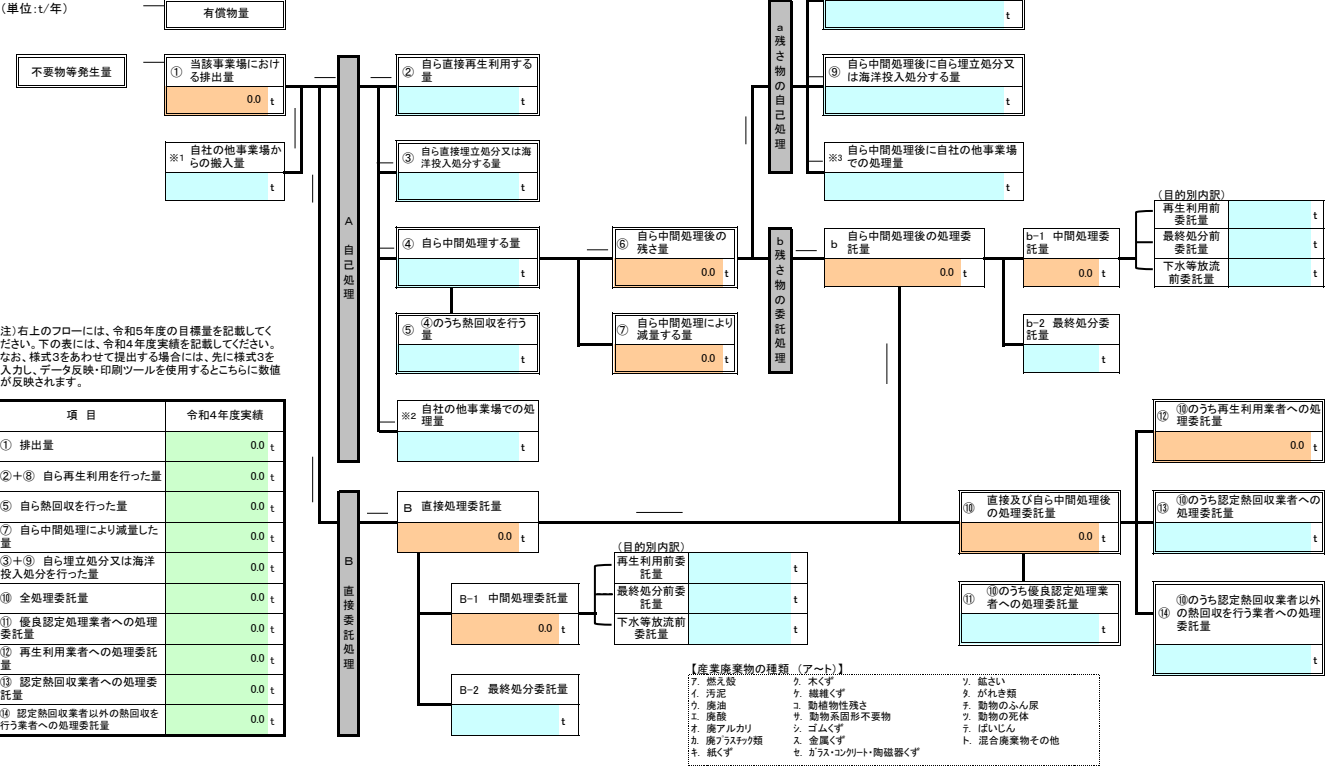 （単位:t/年）
有償物量
t
不要物等発生量
① 当該事業場におけ
る排出量
0.0 t
※1 自社の他事業場か
らの搬入量
t
A 自己処理
② 自ら直接再生利用する
量
t
③ 自ら直接埋立処分又は海
洋投入処分する量
t
④ 自ら中間処理する量
t
⑤ ④のうち熱回収を行う
量
t
※2 自社の他事業場での処
理量
t
⑥ 自ら中間処理後の
残さ量
0.0 t
⑦ 自ら中間処理により
減量する量
0.0 t
a 残さ物の自己処理
⑨ 自ら中間処理後に自ら埋立処分又
は海洋投入処分する量
t
※3 自ら中間処理後に自社の他事業場
での処理量
t
b 残さ物の委託処理
b 自ら中間処理後の処理委
託量
0.0 t
b-1 中間処理委
託量
0.0 t
b-2 最終処分委
託量
t
（目的別内訳）
再生利用前
委託量
t
最終処分前
委託量
t
下水等放流
前委託量
t
注）右上のフローには、令和5年度の目標量を記載してく
ださい。下の表には、令和4年度実績を記載してください。
なお、様式3をあわせて提出する場合には、先に様式3を
入力し、データ反映・印刷ツールを使用するとこちらに数値
が反映されます。
項 目 令和4年度実績
① 排出量 0.0 t
②+⑧ 自ら再生利用を行った量 0.0 t
⑤ 自ら熱回収を行った量 0.0 t
⑦ 自ら中間処理により減量した
量 0.0 t
③+⑨ 自ら埋立処分又は海洋
投入処分を行った量 0.0 t
⑩ 全処理委託量 0.0 t
⑪ 優良認定処理業者への処理
委託量 0.0 t
⑫ 再生利用業者への処理委託
量 0.0 t
⑬ 認定熱回収業者への処理委
託量 0.0 t
⑭ 認定熱回収業者以外の熱回収を
行う業者への処理委託量 0.0 t
B 直接委託処理
B 直接処理委託量
0.0 t
B-1 中間処理委託量
0.0 t
B-2 最終処分委託量
t
（目的別内訳）
再生利用前委
託量
t
最終処分前委
託量
t
下水等放流前
委託量
t
⑩ 直接及び自ら中間処理後
の処理委託量
0.0 t
⑪ ⑩のうち優良認定処理業
者への処理委託量
t
⑫ ⑩のうち再生利用業者への処
理委託量
0.0 t
⑬ ⑩のうち認定熱回収業者への
処理委託量
t
⑭ ⑩のうち認定熱回収業者以外
の熱回収を行う業者への処理
委託量
t
【産業廃棄物の種類 （ア～ト）】
ア. 燃え殻
イ. 汚泥
ウ. 廃油
エ. 廃酸
オ. 廃アルカリ
カ. 廃プラスチック類
キ. 紙くず
ク. 木くず
ケ. 繊維くず
コ. 動植物性残さ
サ. 動物系固形不要物
シ. ゴムくず
ス. 金属くず
セ. ガラス・コンクリート・陶磁器くず
ソ. 鉱さい
タ. がれき類
チ. 動物のふん尿
ツ. 動物の死体
テ. ばいじん
ト. 混合廃棄物その他